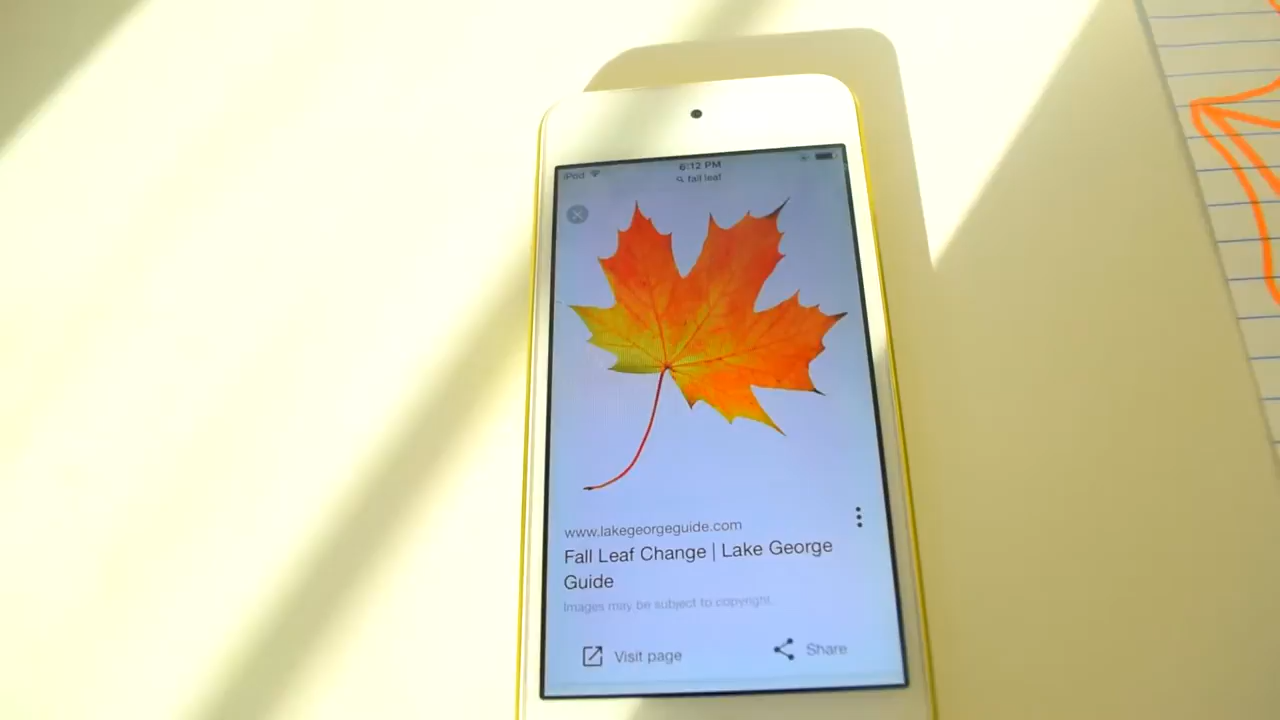 6:12 PM
iPod
fall leaf
www.lakegeorgeguide.com
Fall Leaf Change | Lake George
Guide
Images may be subject to copyright.
Visit page
Share